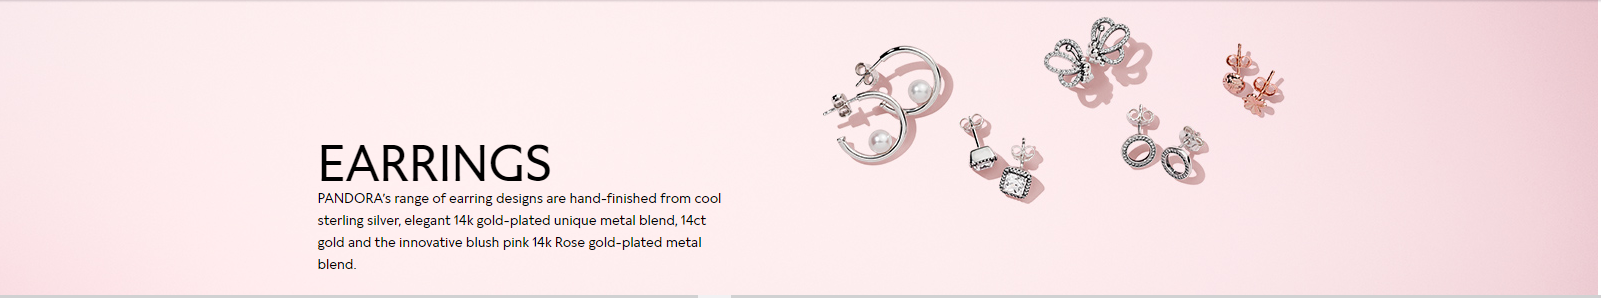 EARRINGS
PANDORA's range of earring designs are hand-finished from cool
sterling silver, elegant 14k gold-plated unique metal blend, 14ct
gold and the innovative blush pink 14k Rose gold-plated metal
blend.